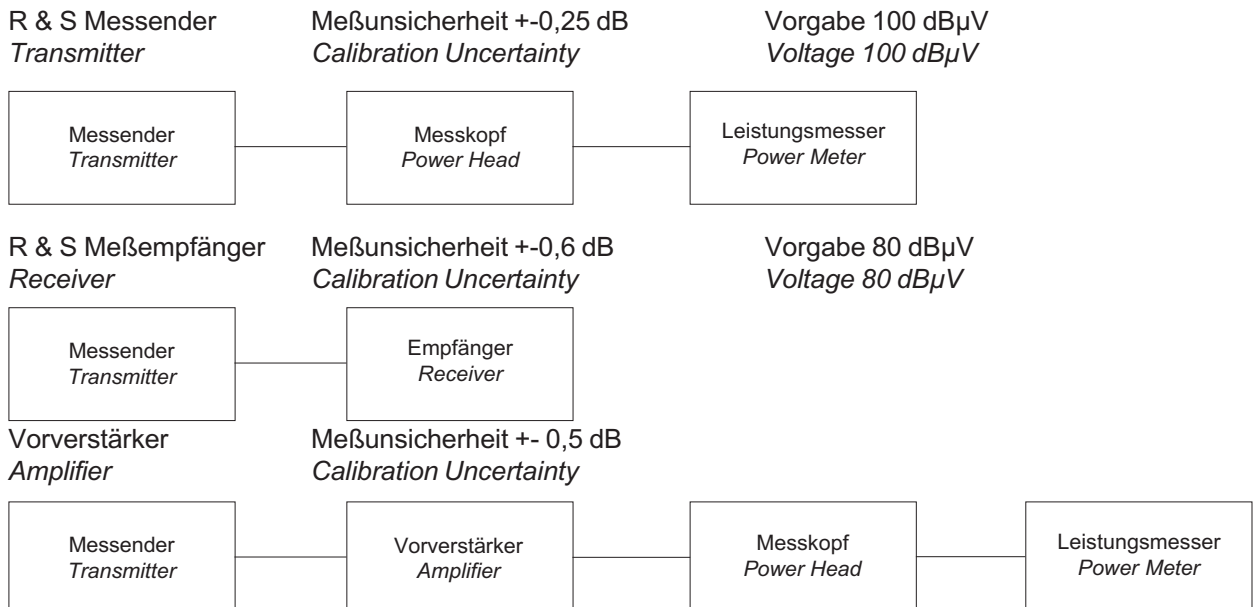 R & S Messender Meßunsicherheit +-0,25 dB Vorgabe 100 dBµV
Transmitter Calibration Uncertainty Voltage 100 dBµV
Messender Messkopf Leistungsmesser
Transmitter Power Head Power Meter
R & S Meßempfänger Meßunsicherheit +-0,6 dB Vorgabe 80 dBµV
Receiver Calibration Uncertainty Voltage 80 dBµV
Messender Empfänger
Transmitter Receiver
Vorverstärker Meßunsicherheit +- 0,5 dB
Amplifier Calibration Uncertainty
Messender Vorverstärker Messkopf Leistungsmesser
Transmitter Amplifier Power Head Power Meter